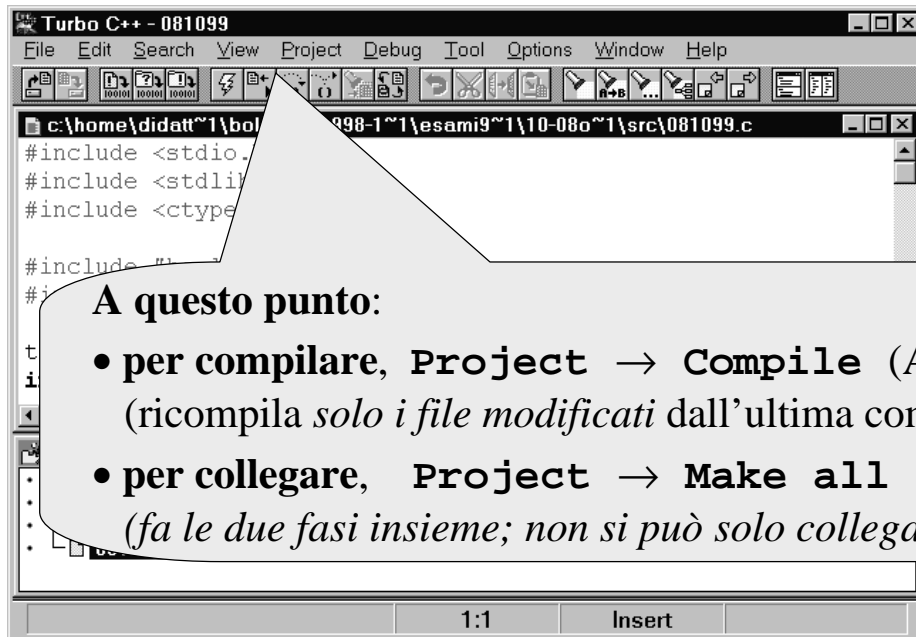 Turbo C++ - 081099
File Edit Search View Project Debug Tool Options Window Help
c:\home\didatt~1\bol 998-1~1\esami9~1\10-08o~1\src\081099.c
#include <stdio.
#include <stdlib
#include <ctype
#include
#i
A questo punto:
t
• per compilare, Project → Compile (A
i
(ricompila solo i file modificati dall'ultima con
• per collegare, Project → Make all
(fa le due fasi insieme; non si può solo collega
1:1 Insert